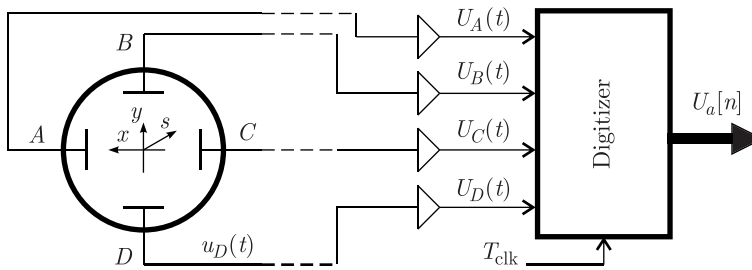 U_A(t)
B
U_B(t)
U_a[n]
y
s
A
x
C
U_C(t)
Digitizer
U_D(t)
D
u_D(t)
T_clk